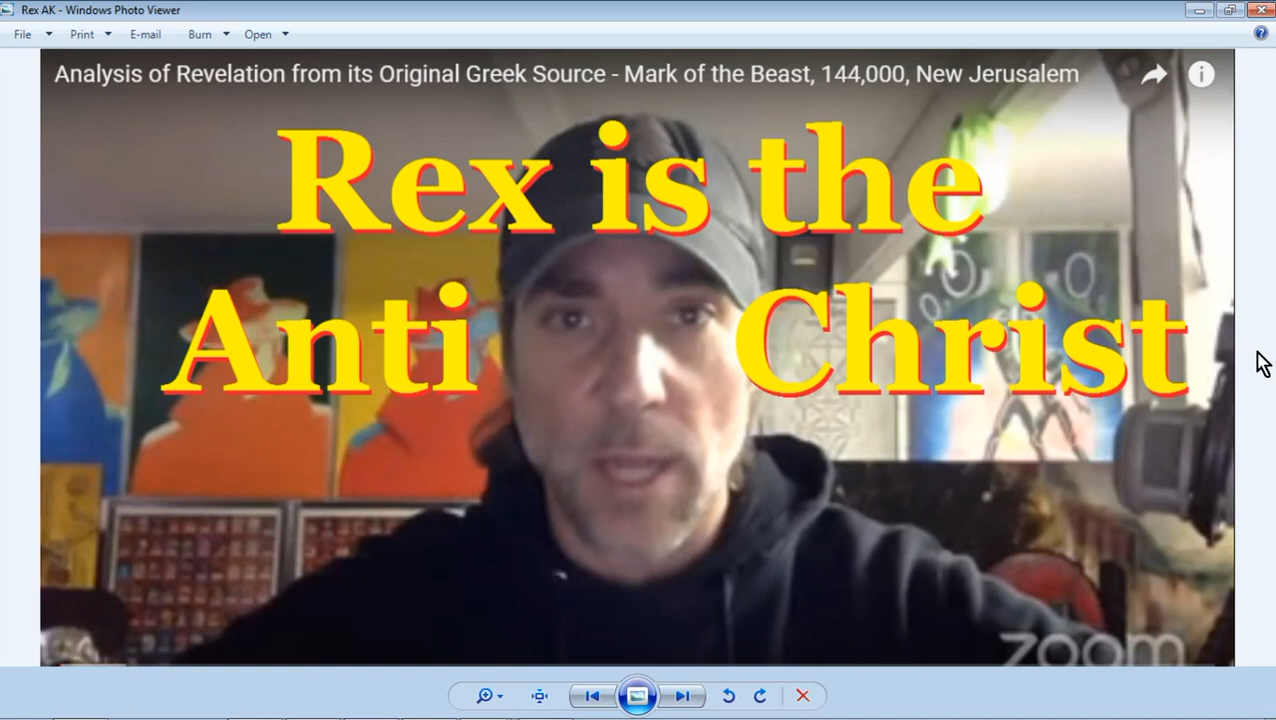 Rex AK - Windows Photo Viewer
File Print E-mail Burn Open
Analysis of Revelation from its Original Greek Source - Mark of the Beast, 144,000, New Jerusalem
Rex is the
Anti Christ
zoom